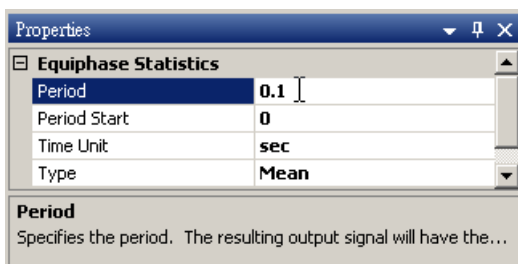 Properties
Equiphase Statistics
Period 0.1
Period Start 0
Time Unit sec
Type Mean
Period
Specifies the period. The resulting output signal will have the...